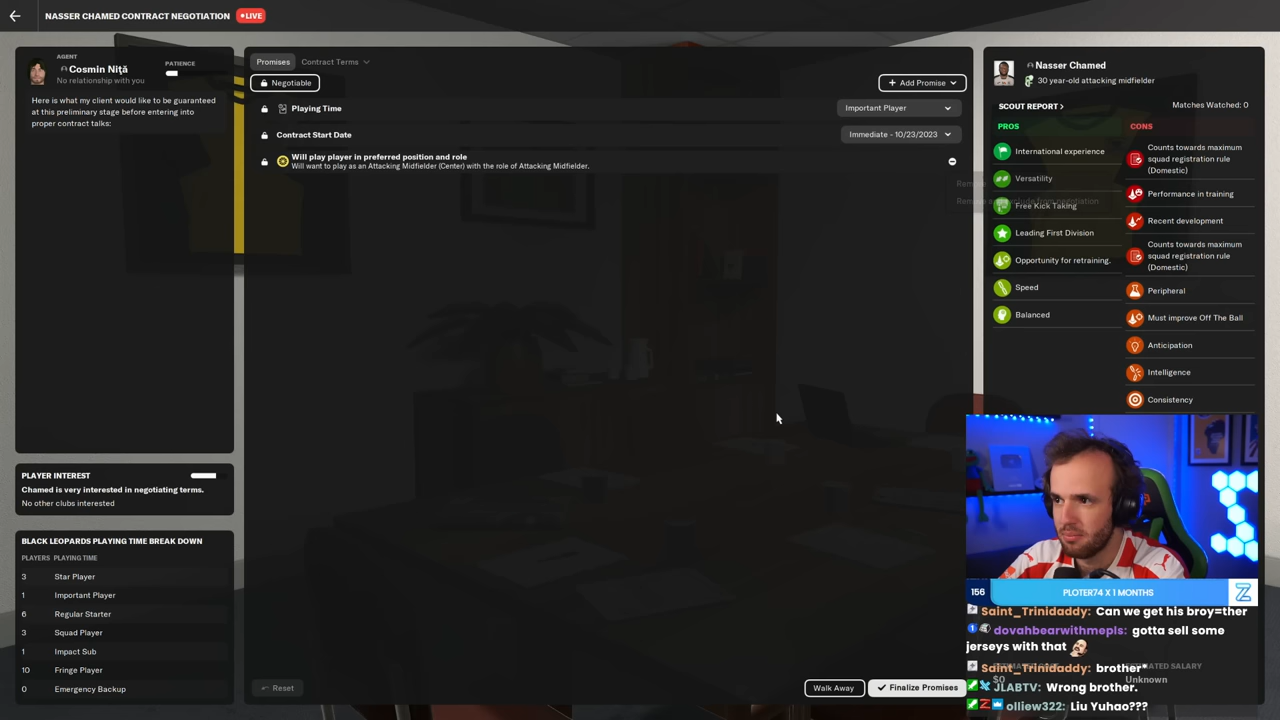 NASSER CHAMED CONTRACT NEGOTIATION
LIVE
AGENT
Cosmin Niţă
No relationship with you
PATIENCE
Here is what my client would like to be guaranteed
at this preliminary stage before entering into
proper contract talks:
PLAYER INTEREST
Chamed is very interested in negotiating terms.
No other clubs interested
BLACK LEOPARDS PLAYING TIME BREAK DOWN
PLAYERS PLAYING TIME
3 Star Player
1 Important Player
6 Regular Starter
3 Squad Player
1 Impact Sub
10 Fringe Player
0 Emergency Backup
Promises
Contract Terms
Negotiable
+ Add Promise
Playing Time
Important Player
Contract Start Date
Immediate - 10/23/2023
Will play player in preferred position and role
Will want to play as an Attacking Midfielder (Center) with the role of Attacking Midfielder.
Reset
Walk Away
Finalize Promises
Nasser Chamed
30 year-old attacking midfielder
SCOUT REPORT >
Matches Watched: 0
PROS
International experience
Versatility
Free Kick Taking
Leading First Division
Opportunity for retraining.
Speed
Balanced
CONS
Counts towards maximum
squad registration rule
(Domestic)
Performance in training
Recent development
Counts towards maximum
squad registration rule
(Domestic)
Peripheral
Must improve Off The Ball
Anticipation
Intelligence
Consistency
156
PLOTER74 X 1 MONTHS
Saint_Trinidaddy: Can we get his broy=ther
dovahbearwithmepls: gotta sell some
jerseys with that
Saint_Trinidaddy: brother*
JLABTV: Wrong brother.
olliew322: Liu Yuhao???
$0
SALARY
Unknown